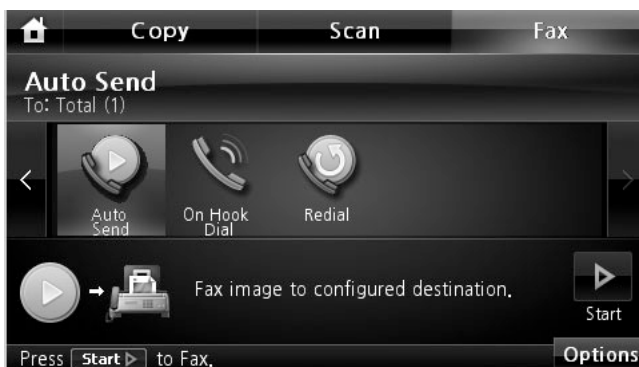 Copy Scan Fax
Auto Send
To: Total (1)
Auto
Send
On Hook
Dial
Redial
Fax image to configured destination.
Start
Press Start to Fax.
Options